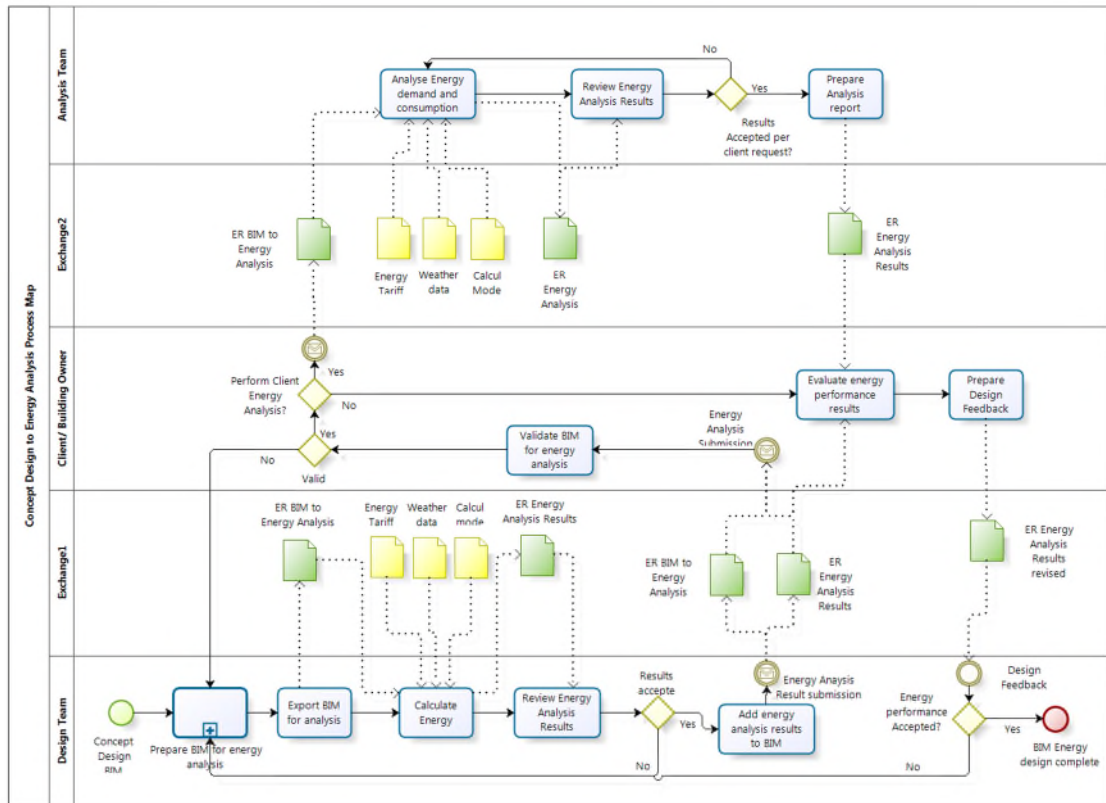 Concept Design to Energy Analysis Process Map
Analysis Team
No
Analyse Energy
demand and
consumption
Review Energy
Analysis Results
Yes
Prepare
Analysis
report
Results
Accepted per
client request?
Exchange2
ER BIM to
Energy
Analysis
Energy
Tariff
Weather
data
Calcul
Mode
ER
Energy
Analysis
ER
Energy
Analysis
Results
Client/ Building Owner
Yes
Perform Client
Energy
Analysis?
No
Evaluate energy
performance
results
Prepare
Design
Feedback
Energy
Analysis
Submission
Validate BIM
for energy
analysis
Yes
No
Valid
Exchange1
ER BIM to
Energy Analysis
Energy
Tariff
Weather
data
Calcul
mode
ER Energy
Analysis Results
ER BIM to
Energy
Analysis
ER
Energy
Analysis
Results
ER Energy
Analysis
Results
revised
Design Team
Concept
Design
BIM
Prepare BIM for energy
analysis
Export BIM
for analysis
Calculate
Energy
Review Energy
Analysis
Results
Results
accepte
Yes
No
Add energy
analysis results
to BIM
Energy Anaysis
Result submission
Design
Feedback
Energy
performance
Accepted?
Yes
No
BIM Energy
design complete